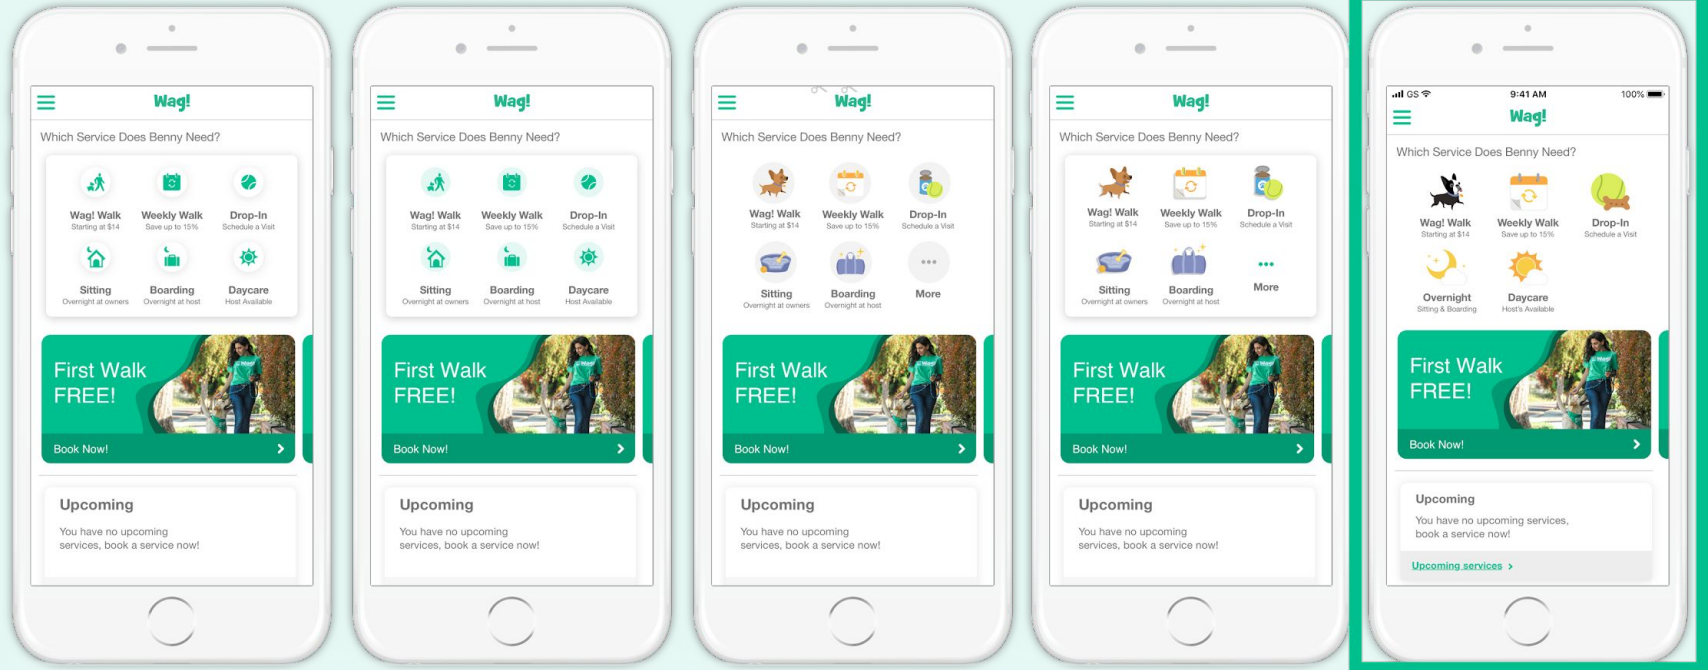 Wag!
Which Service Does Benny Need?
Wag! Walk Weekly Walk Drop-In
Starting at $14 Save up to 15% Schedule a Visit
Sitting Boarding Daycare
Overnight at owners Overnight at host Host Available
First Walk
FREE!
Book Now!
Upcoming
You have no upcoming
services, book a service now!
Wag!
Which Service Does Benny Need?
Wag! Walk Weekly Walk Drop-In
Starting at $14 Save up to 15% Schedule a Visit
Sitting Boarding Daycare
Overnight at owners Overnight at host Host Available
First Walk
FREE!
Book Now!
Upcoming
You have no upcoming
services, book a service now!
Wag!
Which Service Does Benny Need?
Wag! Walk Weekly Walk Drop-In
Starting at $14 Save up to 15% Schedule a Visit
Sitting Boarding More
Overnight at owners Overnight at host
First Walk
FREE!
Book Now!
Upcoming
You have no upcoming
services, book a service now!
Wag!
Which Service Does Benny Need?
Wag! Walk Weekly Walk Drop-In
Starting at $14 Save up to 15% Schedule a Visit
Sitting Boarding More
Overnight at owners Overnight at host
First Walk
FREE!
Book Now!
Upcoming
You have no upcoming
services, book a service now!
GS 9:41 AM 100%
Wag!
Which Service Does Benny Need?
Wag! Walk Weekly Walk Drop-In
Starting at $14 Save up to 15% Schedule a Visit
Overnight Daycare
Sitting & Boarding Host's Available
First Walk
FREE!
Book Now!
Upcoming
You have no upcoming services,
book a service now!
Upcoming services